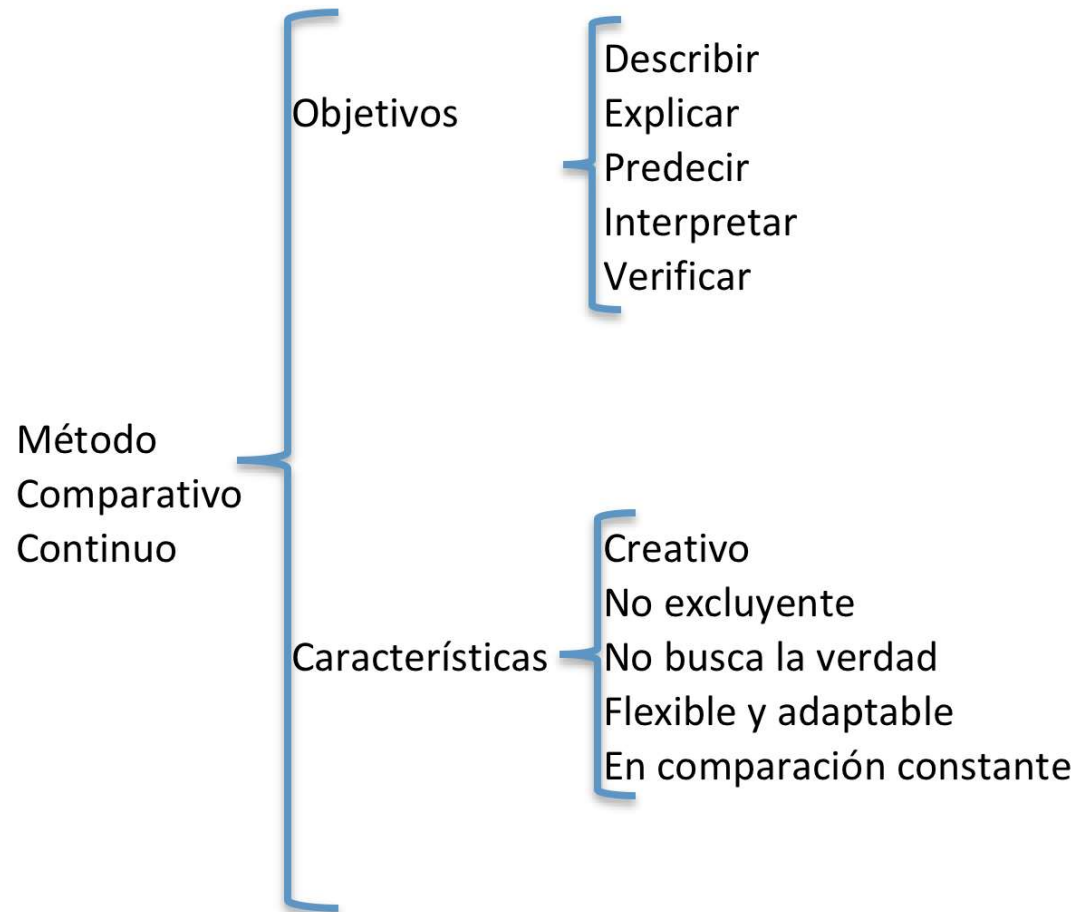 Método
Comparativo
Continuo
Objetivos
Describir
Explicar
Predecir
Interpretar
Verificar
Características
Creativo
No excluyente
No busca la verdad
Flexible y adaptable
En comparación constante